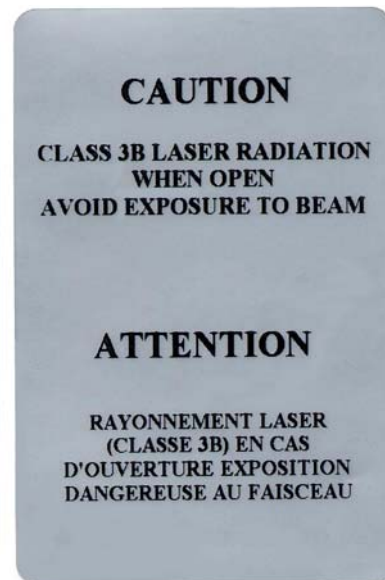 CAUTION
CLASS 3B LASER RADIATION
WHEN OPEN
AVOID EXPOSURE TO BEAM
ATTENTION
RAYONNEMENT LASER
(CLASSE 3B) EN CAS
D'OUVERTURE EXPOSITION
DANGEREUSE AU FAISCEAU